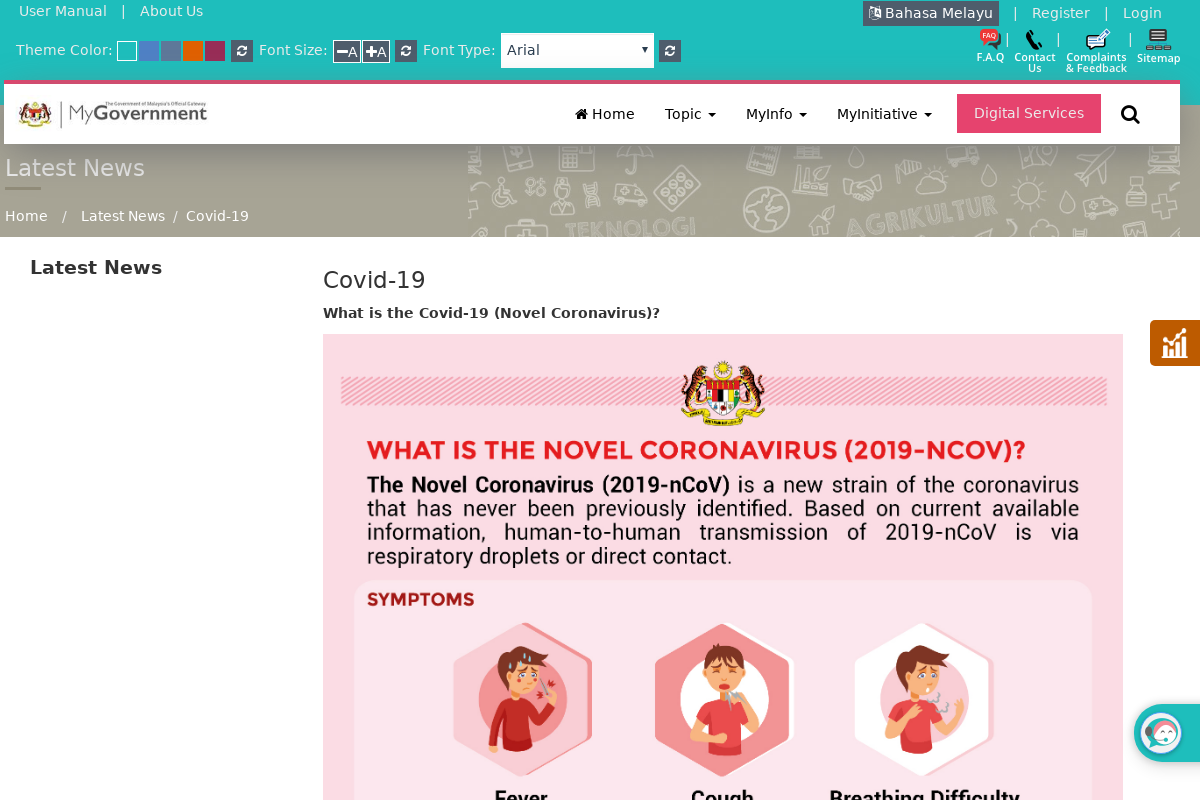 User Manual | About Us
Bahasa Melayu | Register | Login
Theme Color: Font Size: A A Font Type: Arial
FAQ
F.A.Q | Contact Us | Complaints & Feedback | Sitemap
The Government of Malaysia's Official Gateway
MyGovernment
Home Topic MyInfo MyInitiative Digital Services
Latest News
Home / Latest News / Covid-19
TEKNOLOGI AGRIKULTUR
Latest News
Covid-19
What is the Covid-19 (Novel Coronavirus)?
WHAT IS THE NOVEL CORONAVIRUS (2019-NCOV)?
The Novel Coronavirus (2019-nCoV) is a new strain of the coronavirus
that has never been previously identified. Based on current available
information, human-to-human transmission of 2019-nCoV is via
respiratory droplets or direct contact.
SYMPTOMS
Fever Cough Breathing Difficulty